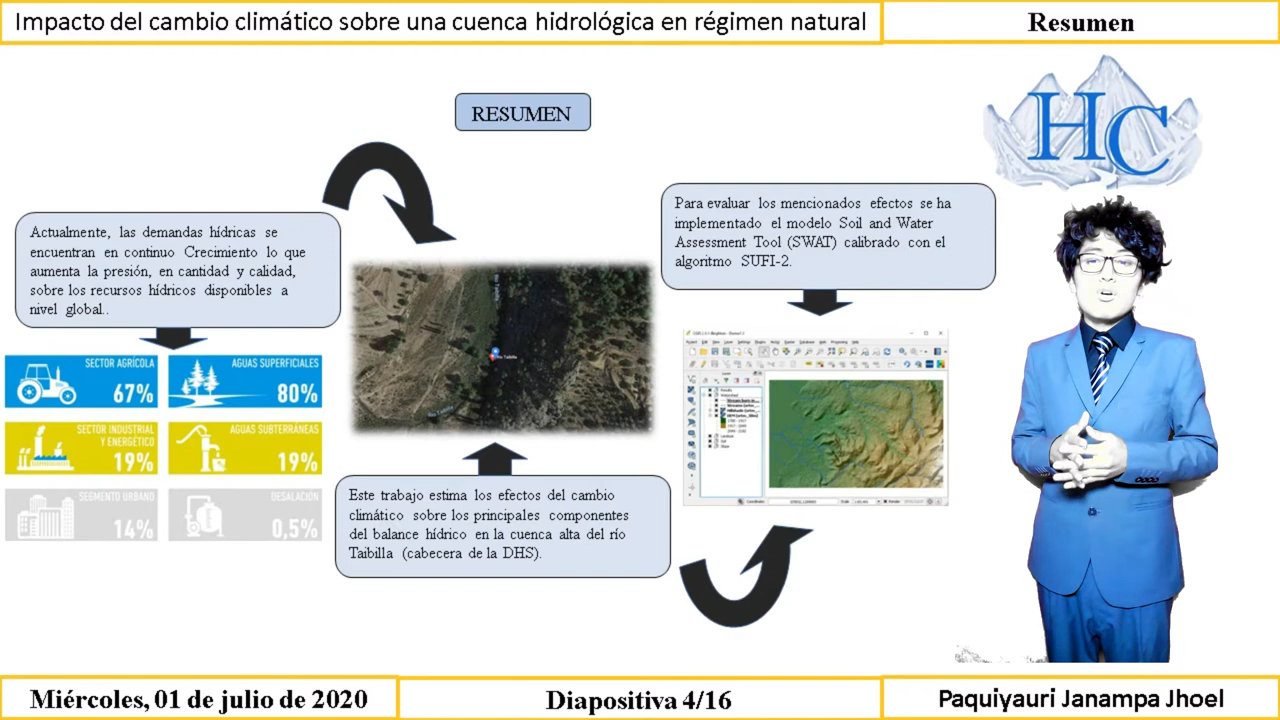 Impacto del cambio climático sobre una cuenca hidrológica en régimen natural
Resumen
RESUMEN
HC
Actualmente, las demandas hídricas se
encuentran en continuo Crecimiento lo que
aumenta la presión, en cantidad y calidad,
sobre los recursos hídricos disponibles a
nivel global..
SECTOR AGRÍCOLA
67%
AGUAS SUPERFICIALES
80%
SECTOR INDUSTRIAL
Y ENERGÉTICO
19%
AGUAS SUBTERRÁNEAS
19%
SEGMENTO URBANO
14%
DESALACIÓN
0,5%
Río Taibilla
Río Taibilla
Río Taibilla
Este trabajo estima los efectos del cambio
climático sobre los principales componentes
del balance hídrico en la cuenca alta del río
Taibilla (cabecera de la DHS).
Para evaluar los mencionados efectos se ha
implementado el modelo Soil and Water
Assessment Tool (SWAT) calibrado con el
algoritmo SUFI-2.
Miércoles, 01 de julio de 2020
Diapositiva 4/16
Paquiyauri Janampa Jhoel